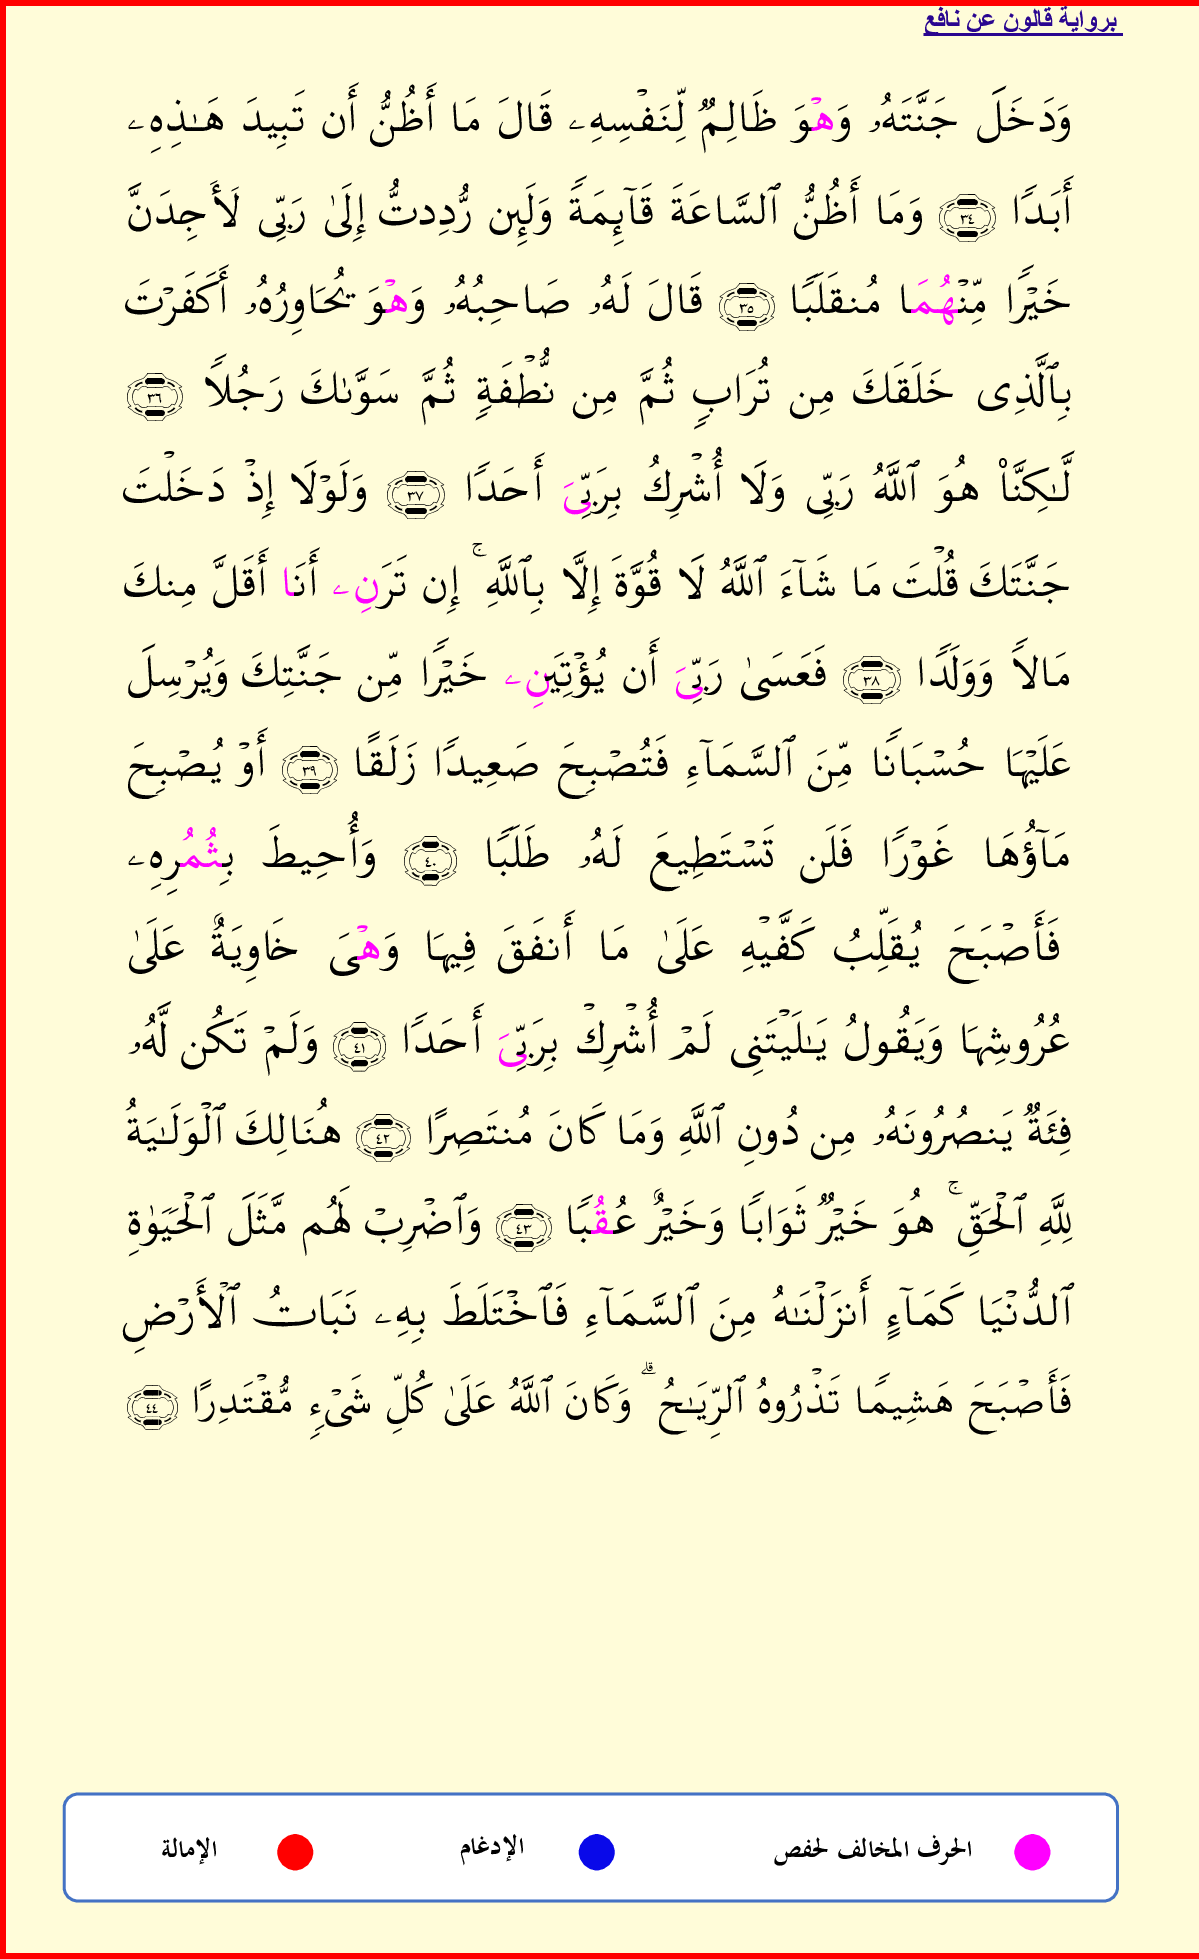 برواية قالون عن نافع
وَدَخَلَ جَنَّتَهُۥ وَهْوَ ظَالِمٌ لِّنَفْسِهِۦ قَالَ مَا أَظُنُّ أَن تَبِيدَ هَـٰذِهِۦ
أَبَدًا ٣٤ وَمَا أَظُنُّ ٱلسَّاعَةَ قَآئِمَةً وَلَئِن رُّدِدتُّ إِلَىٰ رَبِّى لَأَجِدَنَّ
خَيْرًا مِّنْهُمَا مُنقَلَبًا ٣٥ قَالَ لَهُۥ صَاحِبُهُۥ وَهْوَ يُحَاوِرُهُۥ أَكَفَرْتَ
بِٱلَّذِى خَلَقَكَ مِن تُرَابٍ ثُمَّ مِن نُّطْفَةٍ ثُمَّ سَوَّىٰكَ رَجُلًا ٣٦
لَّـٰكِنَّا۠ هُوَ ٱللَّهُ رَبِّى وَلَا أُشْرِكُ بِرَبِّىَ أَحَدًا ٣٧ وَلَوْلَا إِذْ دَخَلْتَ
جَنَّتَكَ قُلْتَ مَا شَآءَ ٱللَّهُ لَا قُوَّةَ إِلَّا بِٱللَّهِ ۚ إِن تَرَنِۦ أَنَا أَقَلَّ مِنكَ
مَالًا وَوَلَدًا ٣٨ فَعَسَىٰ رَبِّىَ أَن يُؤْتِيَنِۦ خَيْرًا مِّن جَنَّتِكَ وَيُرْسِلَ
عَلَيْهَا حُسْبَانًا مِّنَ ٱلسَّمَآءِ فَتُصْبِحَ صَعِيدًا زَلَقًا ٣٩ أَوْ يُصْبِحَ
مَآؤُهَا غَوْرًا فَلَن تَسْتَطِيعَ لَهُۥ طَلَبًا ٤٠ وَأُحِيطَ بِثُمُرِهِۦ
فَأَصْبَحَ يُقَلِّبُ كَفَّيْهِ عَلَىٰ مَا أَنفَقَ فِيهَا وَهْىَ خَاوِيَةٌ عَلَىٰ
عُرُوشِهَا وَيَقُولُ يَـٰلَيْتَنِى لَمْ أُشْرِكْ بِرَبِّىَ أَحَدًا ٤١ وَلَمْ تَكُن لَّهُۥ
فِئَةٌ يَنصُرُونَهُۥ مِن دُونِ ٱللَّهِ وَمَا كَانَ مُنتَصِرًا ٤٢ هُنَالِكَ ٱلْوَلَـٰيَةُ
لِلَّهِ ٱلْحَقِّ ۚ هُوَ خَيْرٌ ثَوَابًا وَخَيْرٌ عُقُبًا ٤٣ وَٱضْرِبْ لَهُم مَّثَلَ ٱلْحَيَوٰةِ
ٱلدُّنْيَا كَمَآءٍ أَنزَلْنَـٰهُ مِنَ ٱلسَّمَآءِ فَٱخْتَلَطَ بِهِۦ نَبَاتُ ٱلْأَرْضِ
فَأَصْبَحَ هَشِيمًا تَذْرُوهُ ٱلرِّيَـٰحُ ۗ وَكَانَ ٱللَّهُ عَلَىٰ كُلِّ شَىْءٍ مُّقْتَدِرًا ٤٤
الحرف المخالف لحفص الإدغام الإمالة